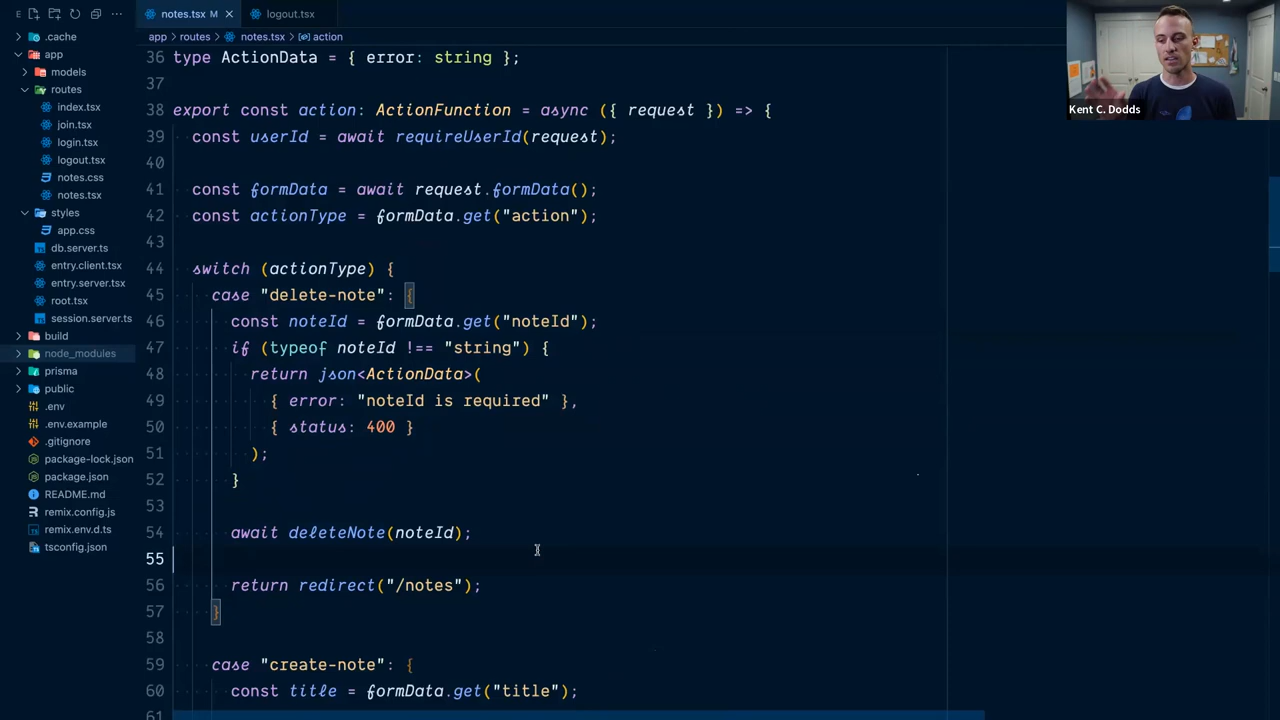 E
notes.tsx M
logout.tsx
app routes notes.tsx action
.cache
app
models
routes
index.tsx
join.tsx
login.tsx
logout.tsx
notes.css
notes.tsx
styles
app.css
db.server.ts
entry.client.tsx
entry.server.tsx
root.tsx
session.server.ts
build
node_modules
prisma
public
.env
.env.example
.gitignore
package-lock.json
package.json
README.md
remix.config.js
remix.env.d.ts
tsconfig.json
36 type ActionData = { error: string };
37
38 export const action: ActionFunction = async ({ request }) => {
39 const userId = await requireUserId(request);
40
41 const formData = await request.formData();
42 const actionType = formData.get("action");
43
44 switch (actionType) {
45 case "delete-note": {
46 const noteId = formData.get("noteId");
47 if (typeof noteId !== "string") {
48 return json<ActionData>(
49 { error: "noteId is required" },
50 { status: 400 }
51 );
52 }
53
54 await deleteNote(noteId);
55
56 return redirect("/notes");
57 }
58
59 case "create-note": {
60 const title = formData.get("title");
61
Kent C. Dodds